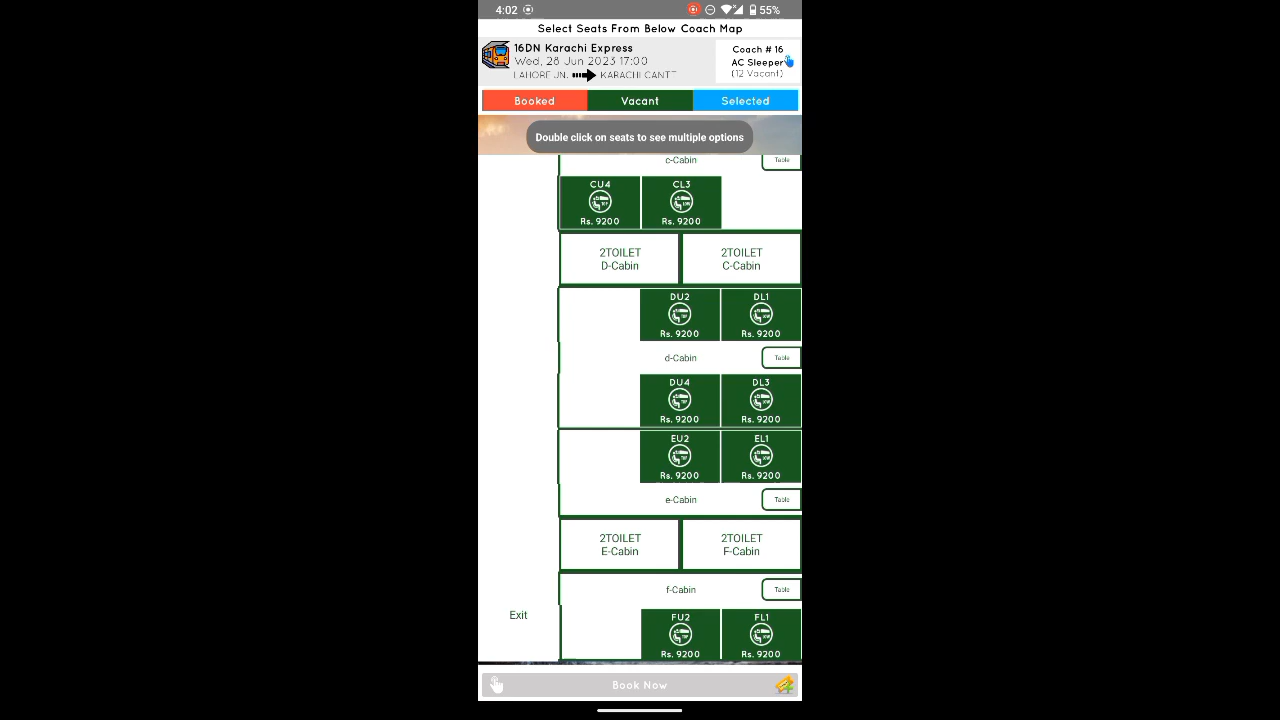 4:02
55%
Select Seats From Below Coach Map
16DN Karachi Express
Wed, 28 Jun 2023 17:00
LAHORE JN. KARACHI CANTT
Coach # 16
AC Sleeper
(12 Vacant)
Booked Vacant Selected
Double click on seats to see multiple options
c-Cabin Table
CU4 CL3
Rs. 9200 Rs. 9200
2TOILET 2TOILET
D-Cabin C-Cabin
DU2 DL1
Rs. 9200 Rs. 9200
d-Cabin Table
DU4 DL3
Rs. 9200 Rs. 9200
EU2 EL1
Rs. 9200 Rs. 9200
e-Cabin Table
2TOILET 2TOILET
E-Cabin F-Cabin
f-Cabin Table
Exit
FU2 FL1
Rs. 9200 Rs. 9200
Book Now